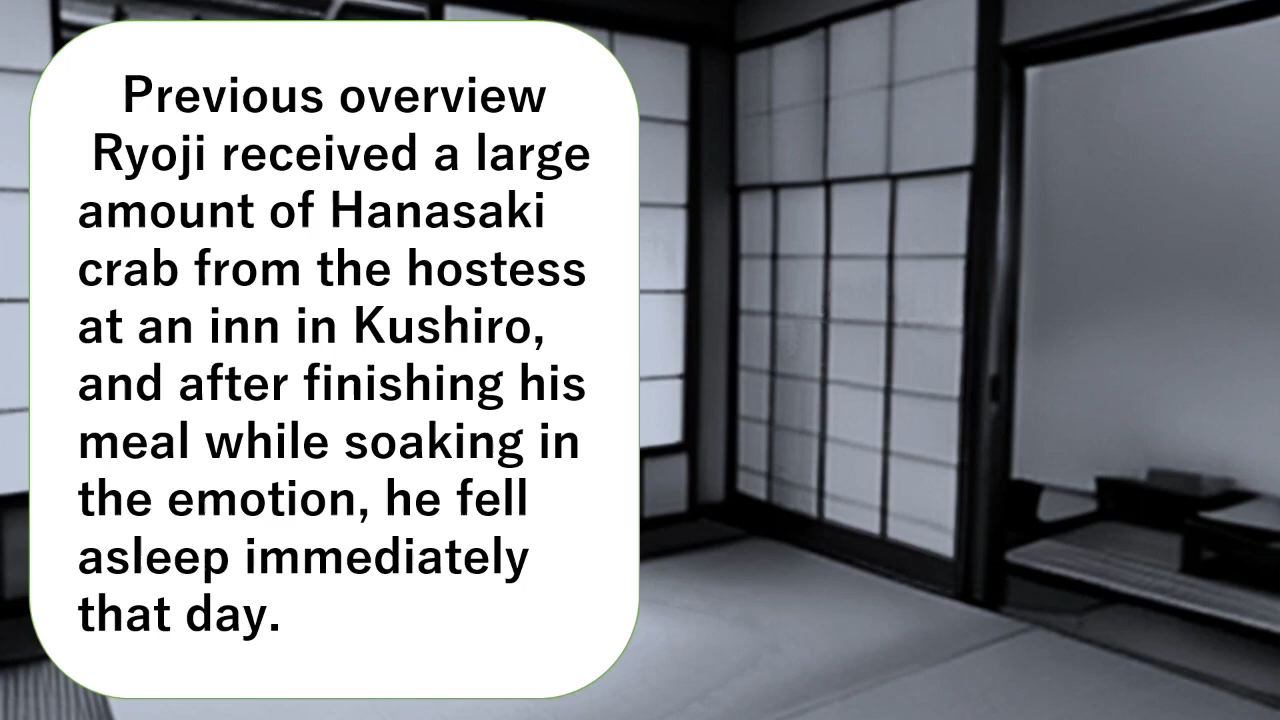 Previous overview
Ryoji received a large
amount of Hanasaki
crab from the hostess
at an inn in Kushiro,
and after finishing his
meal while soaking in
the emotion, he fell
asleep immediately
that day.